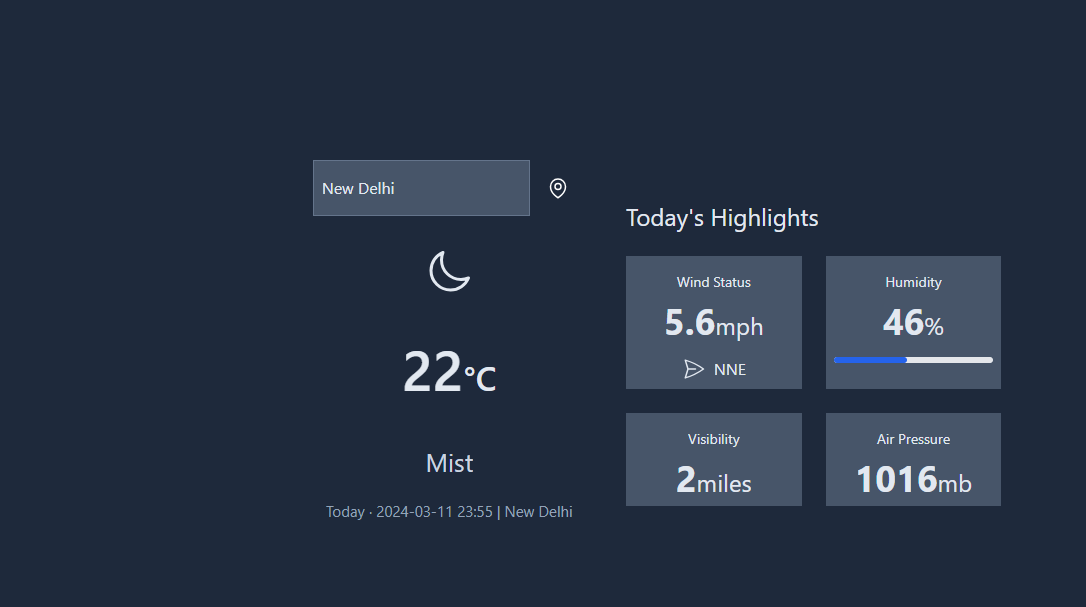 New Delhi
22°C
Mist
Today · 2024-03-11 23:55 | New Delhi
Today's Highlights
Wind Status
5.6mph
NNE
Humidity
46%
Visibility
2miles
Air Pressure
1016mb